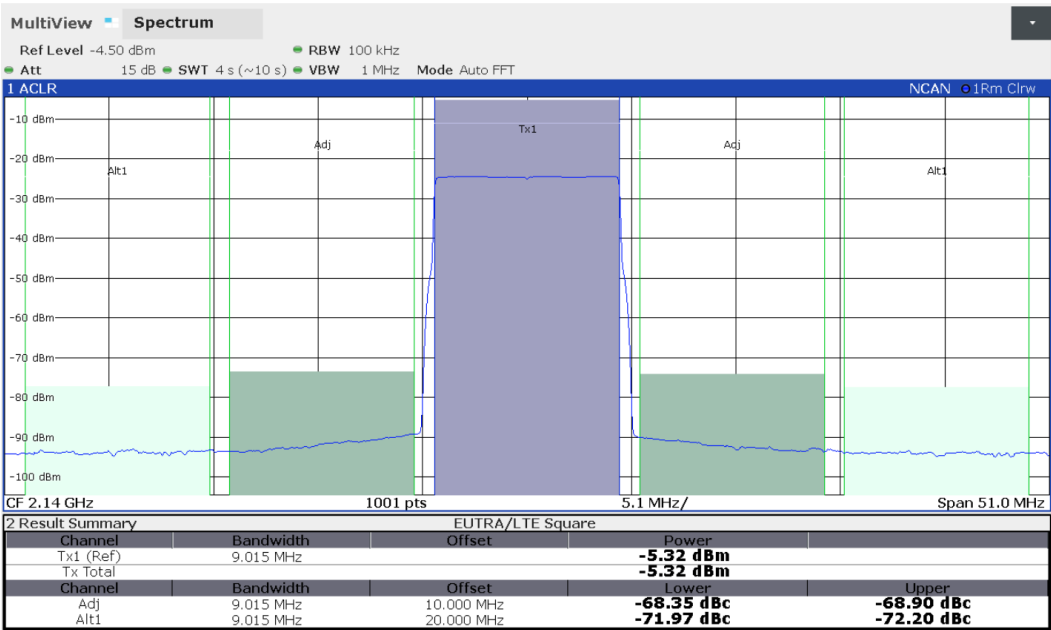 MultiView Spectrum
Ref Level -4.50 dBm RBW 100 kHz
Att 15 dB SWT 4 s (~10 s) VBW 1 MHz Mode Auto FFT
1 ACLR NCAN 1Rm Clrw
-10 dBm
Tx1
Adj Adj
-20 dBm
Alt1 Alt1
-30 dBm
-40 dBm
-50 dBm
-60 dBm
-70 dBm
-80 dBm
-90 dBm
-100 dBm
CF 2.14 GHz 1001 pts 5.1 MHz/ Span 51.0 MHz
2 Result Summary EUTRA/LTE Square
Channel Bandwidth Offset Power
Tx1 (Ref) 9.015 MHz -5.32 dBm
Tx Total -5.32 dBm
Channel Bandwidth Offset Lower Upper
Adj 9.015 MHz 10.000 MHz -68.35 dBc -68.90 dBc
Alt1 9.015 MHz 20.000 MHz -71.97 dBc -72.20 dBc